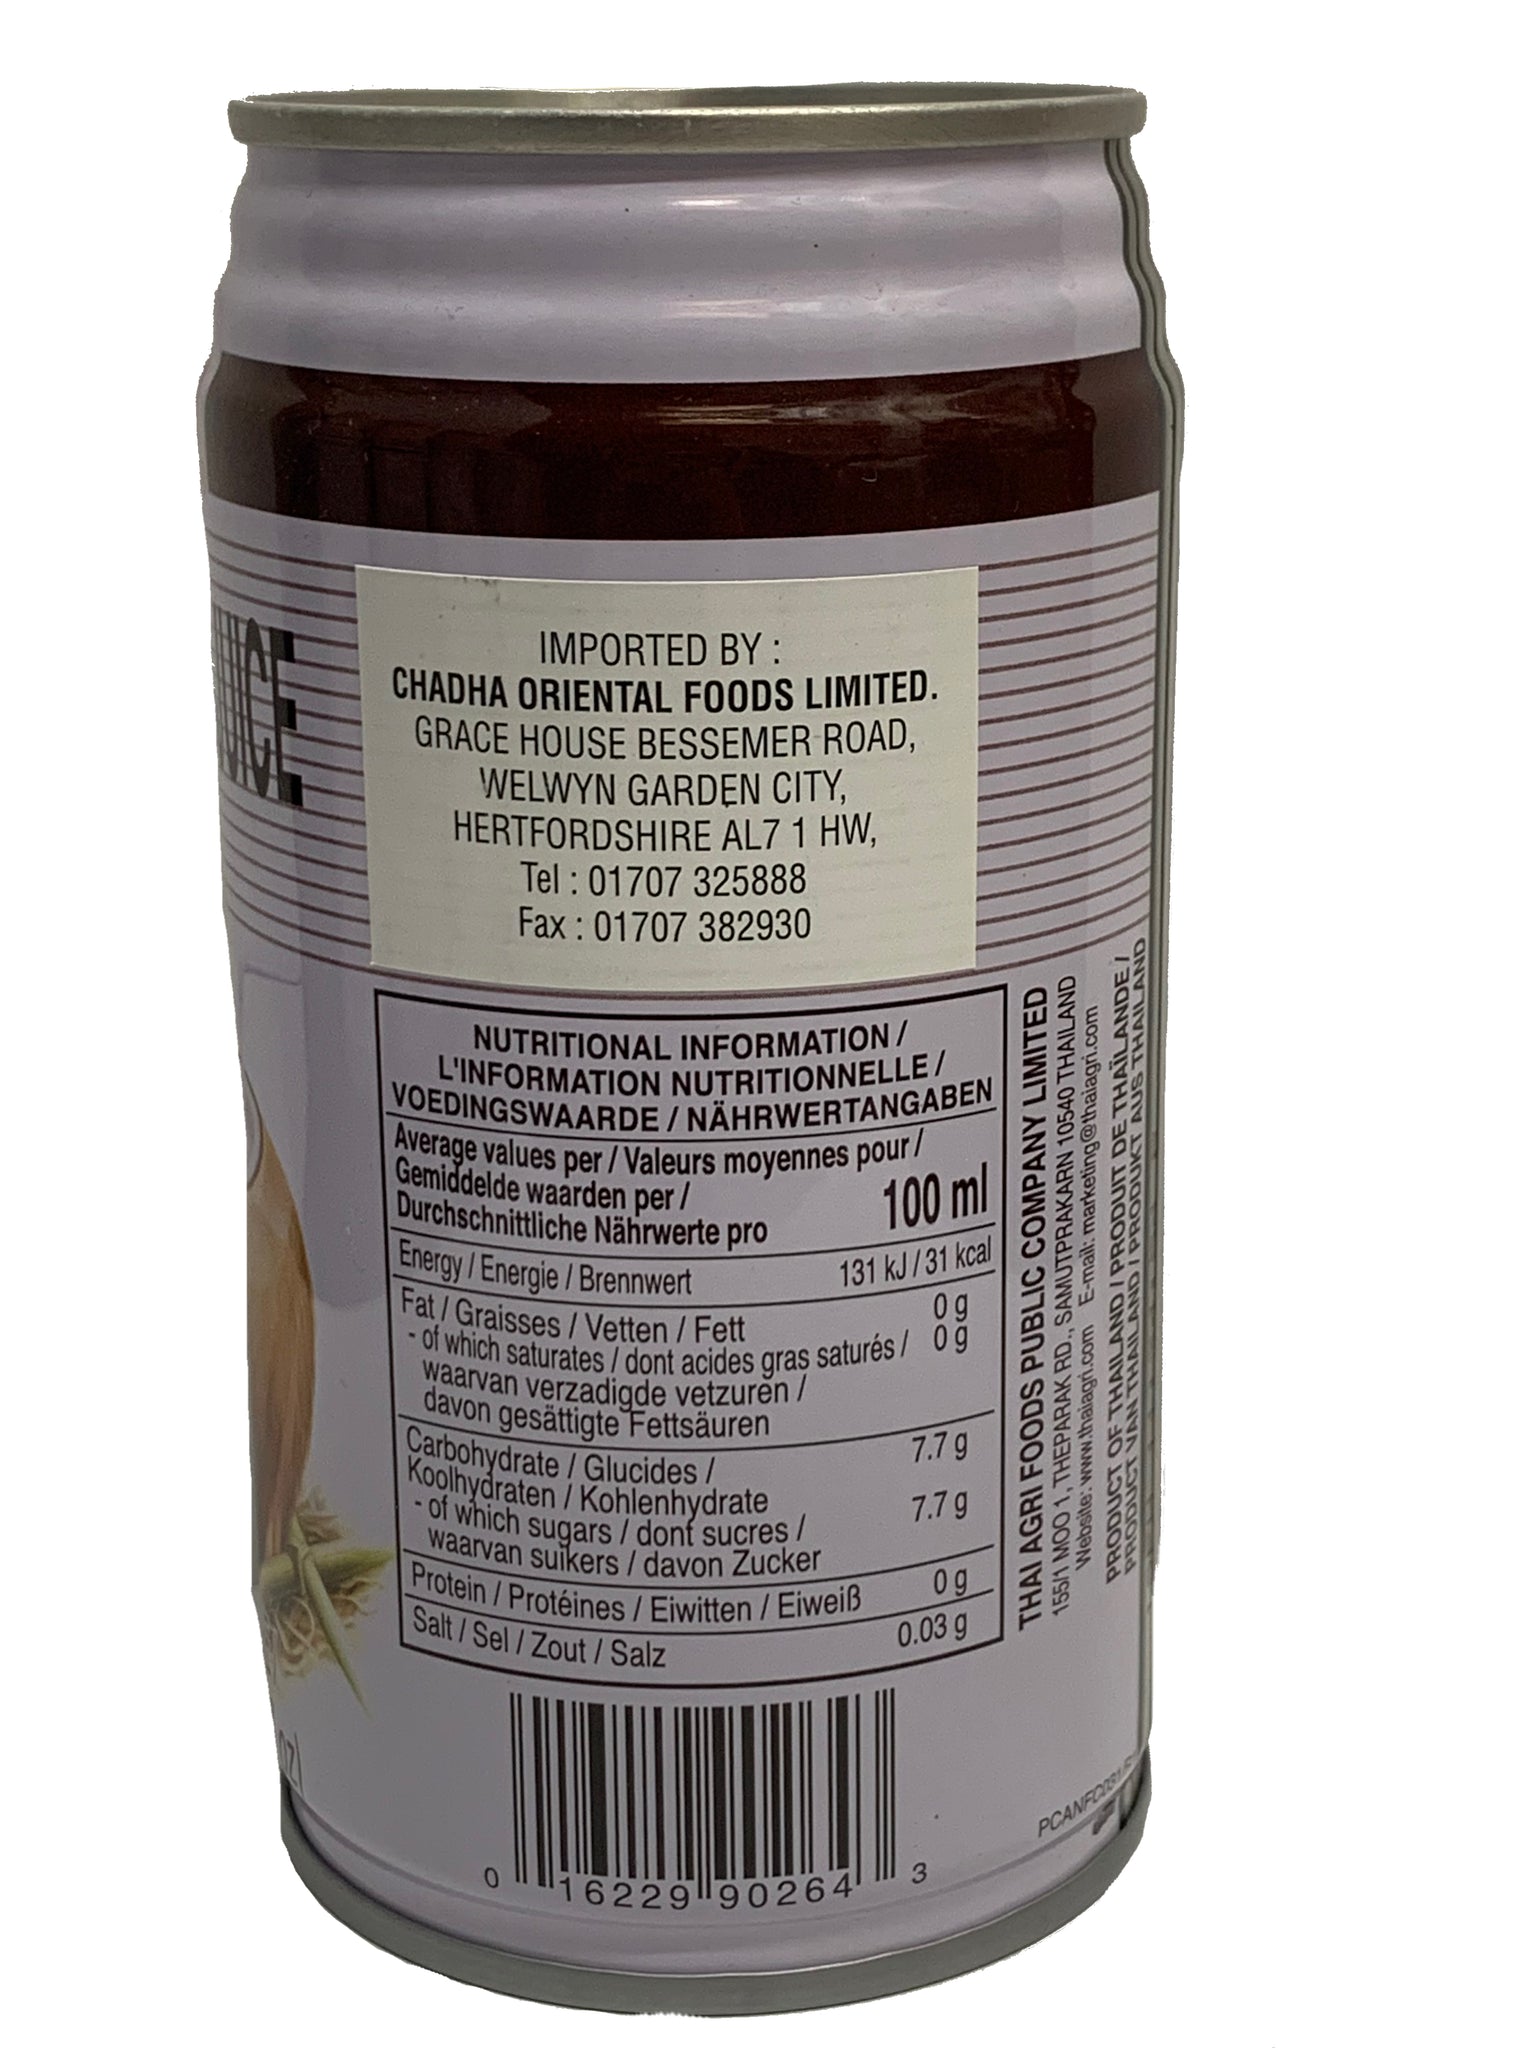 JUICE
IMPORTED BY :
CHADHA ORIENTAL FOODS LIMITED.
GRACE HOUSE BESSEMER ROAD,
WELWYN GARDEN CITY,
HERTFORDSHIRE AL7 1 HW,
Tel : 01707 325888
Fax : 01707 382930
NUTRITIONAL INFORMATION /
L'INFORMATION NUTRITIONNELLE /
VOEDINGSWAARDE / NÄHRWERTANGABEN
Average values per / Valeurs moyennes pour /
Gemiddelde waarden per /
Durchschnittliche Nährwerte pro 100 ml
Energy / Energie / Brennwert 131 kJ / 31 kcal
Fat / Graisses / Vetten / Fett 0 g
- of which saturates / dont acides gras saturés / 0 g
waarvan verzadigde vetzuren /
davon gesättigte Fettsäuren
Carbohydrate / Glucides / 7.7 g
Koolhydraten / Kohlenhydrate
- of which sugars / dont sucres / 7.7 g
waarvan suikers / davon Zucker
Protein / Protéines / Eiwitten / Eiweiß 0 g
Salt / Sel / Zout / Salz 0.03 g
THAI AGRI FOODS PUBLIC COMPANY LIMITED
155/1 MOO 1, THEPARAK RD., SAMUTPRAKARN 10540 THAILAND
Website: www.thaiagri.com E-mail: marketing@thaiagri.com
PRODUCT OF THAILAND / PRODUIT DE THAÏLANDE /
PRODUCT VAN THAILAND / PRODUKT AUS THAILAND
0 16229 90264 3